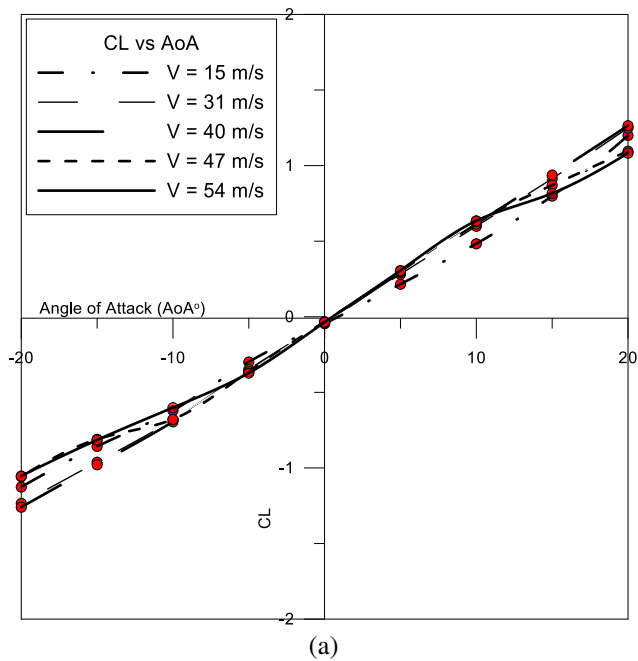 2
CL vs AoA
V = 15 m/s
V = 31 m/s
V = 40 m/s
V = 47 m/s
V = 54 m/s
1
Angle of Attack (AoAº)
0
-20
-10
0
10
20
-1
CL
-2
(a)